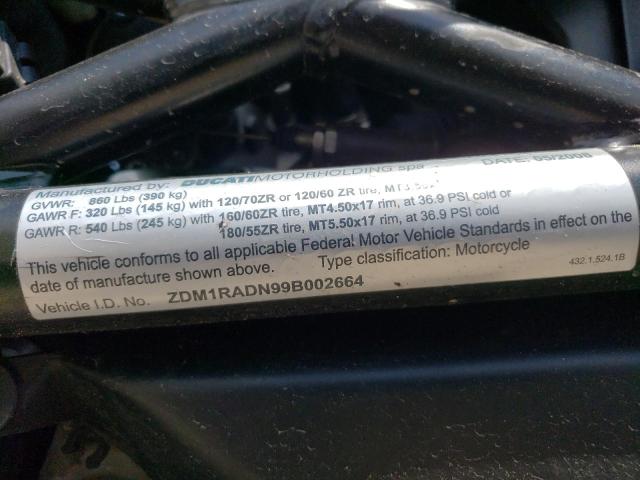 Manufactured by: DUCATIMOTORHOLDING spa DATE: 05/2008
GVWR: 860 Lbs (390 kg)
GAWR F: 320 Lbs (145 kg) with 120/70ZR or 120/60 ZR tire,
GAWR R: 540 Lbs (245 kg) with 160/60ZR tire, MT4.50x17 rim, at 36.9 PSI cold or
180/55ZR tire, MT5.50x17 rim, at 36.9 PSI cold
This vehicle conforms to all applicable Federal Motor Vehicle Standards in effect on the
date of manufacture shown above. Type classification: Motorcycle
432.1.524.1B
Vehicle I.D. No. ZDM1RADN99B002664